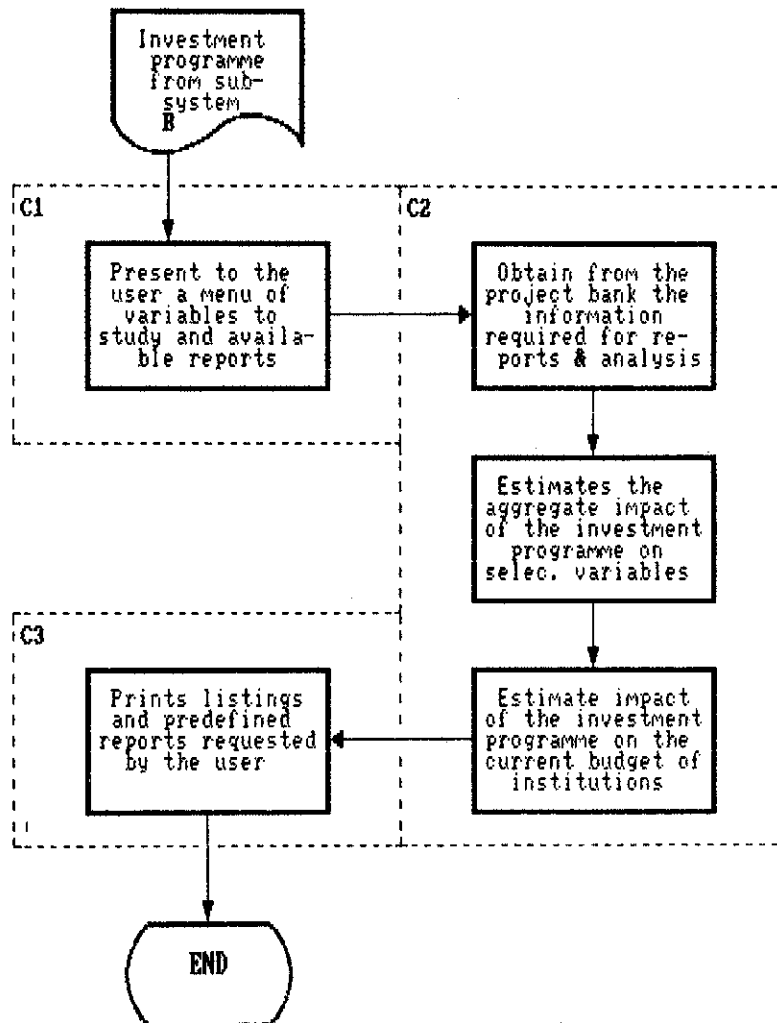 Investment
programme
from sub-
system
B
C1
Present to the
user a menu of
variables to
study and availa-
ble reports
C2
Obtain from the
project bank the
information
required for re-
ports & analysis
Estimates the
aggregate impact
of the investment
programme on
selec. variables
Estimate impact
of the investment
programme on the
current budget of
institutions
C3
Prints listings
and predefined
reports requested
by the user
END